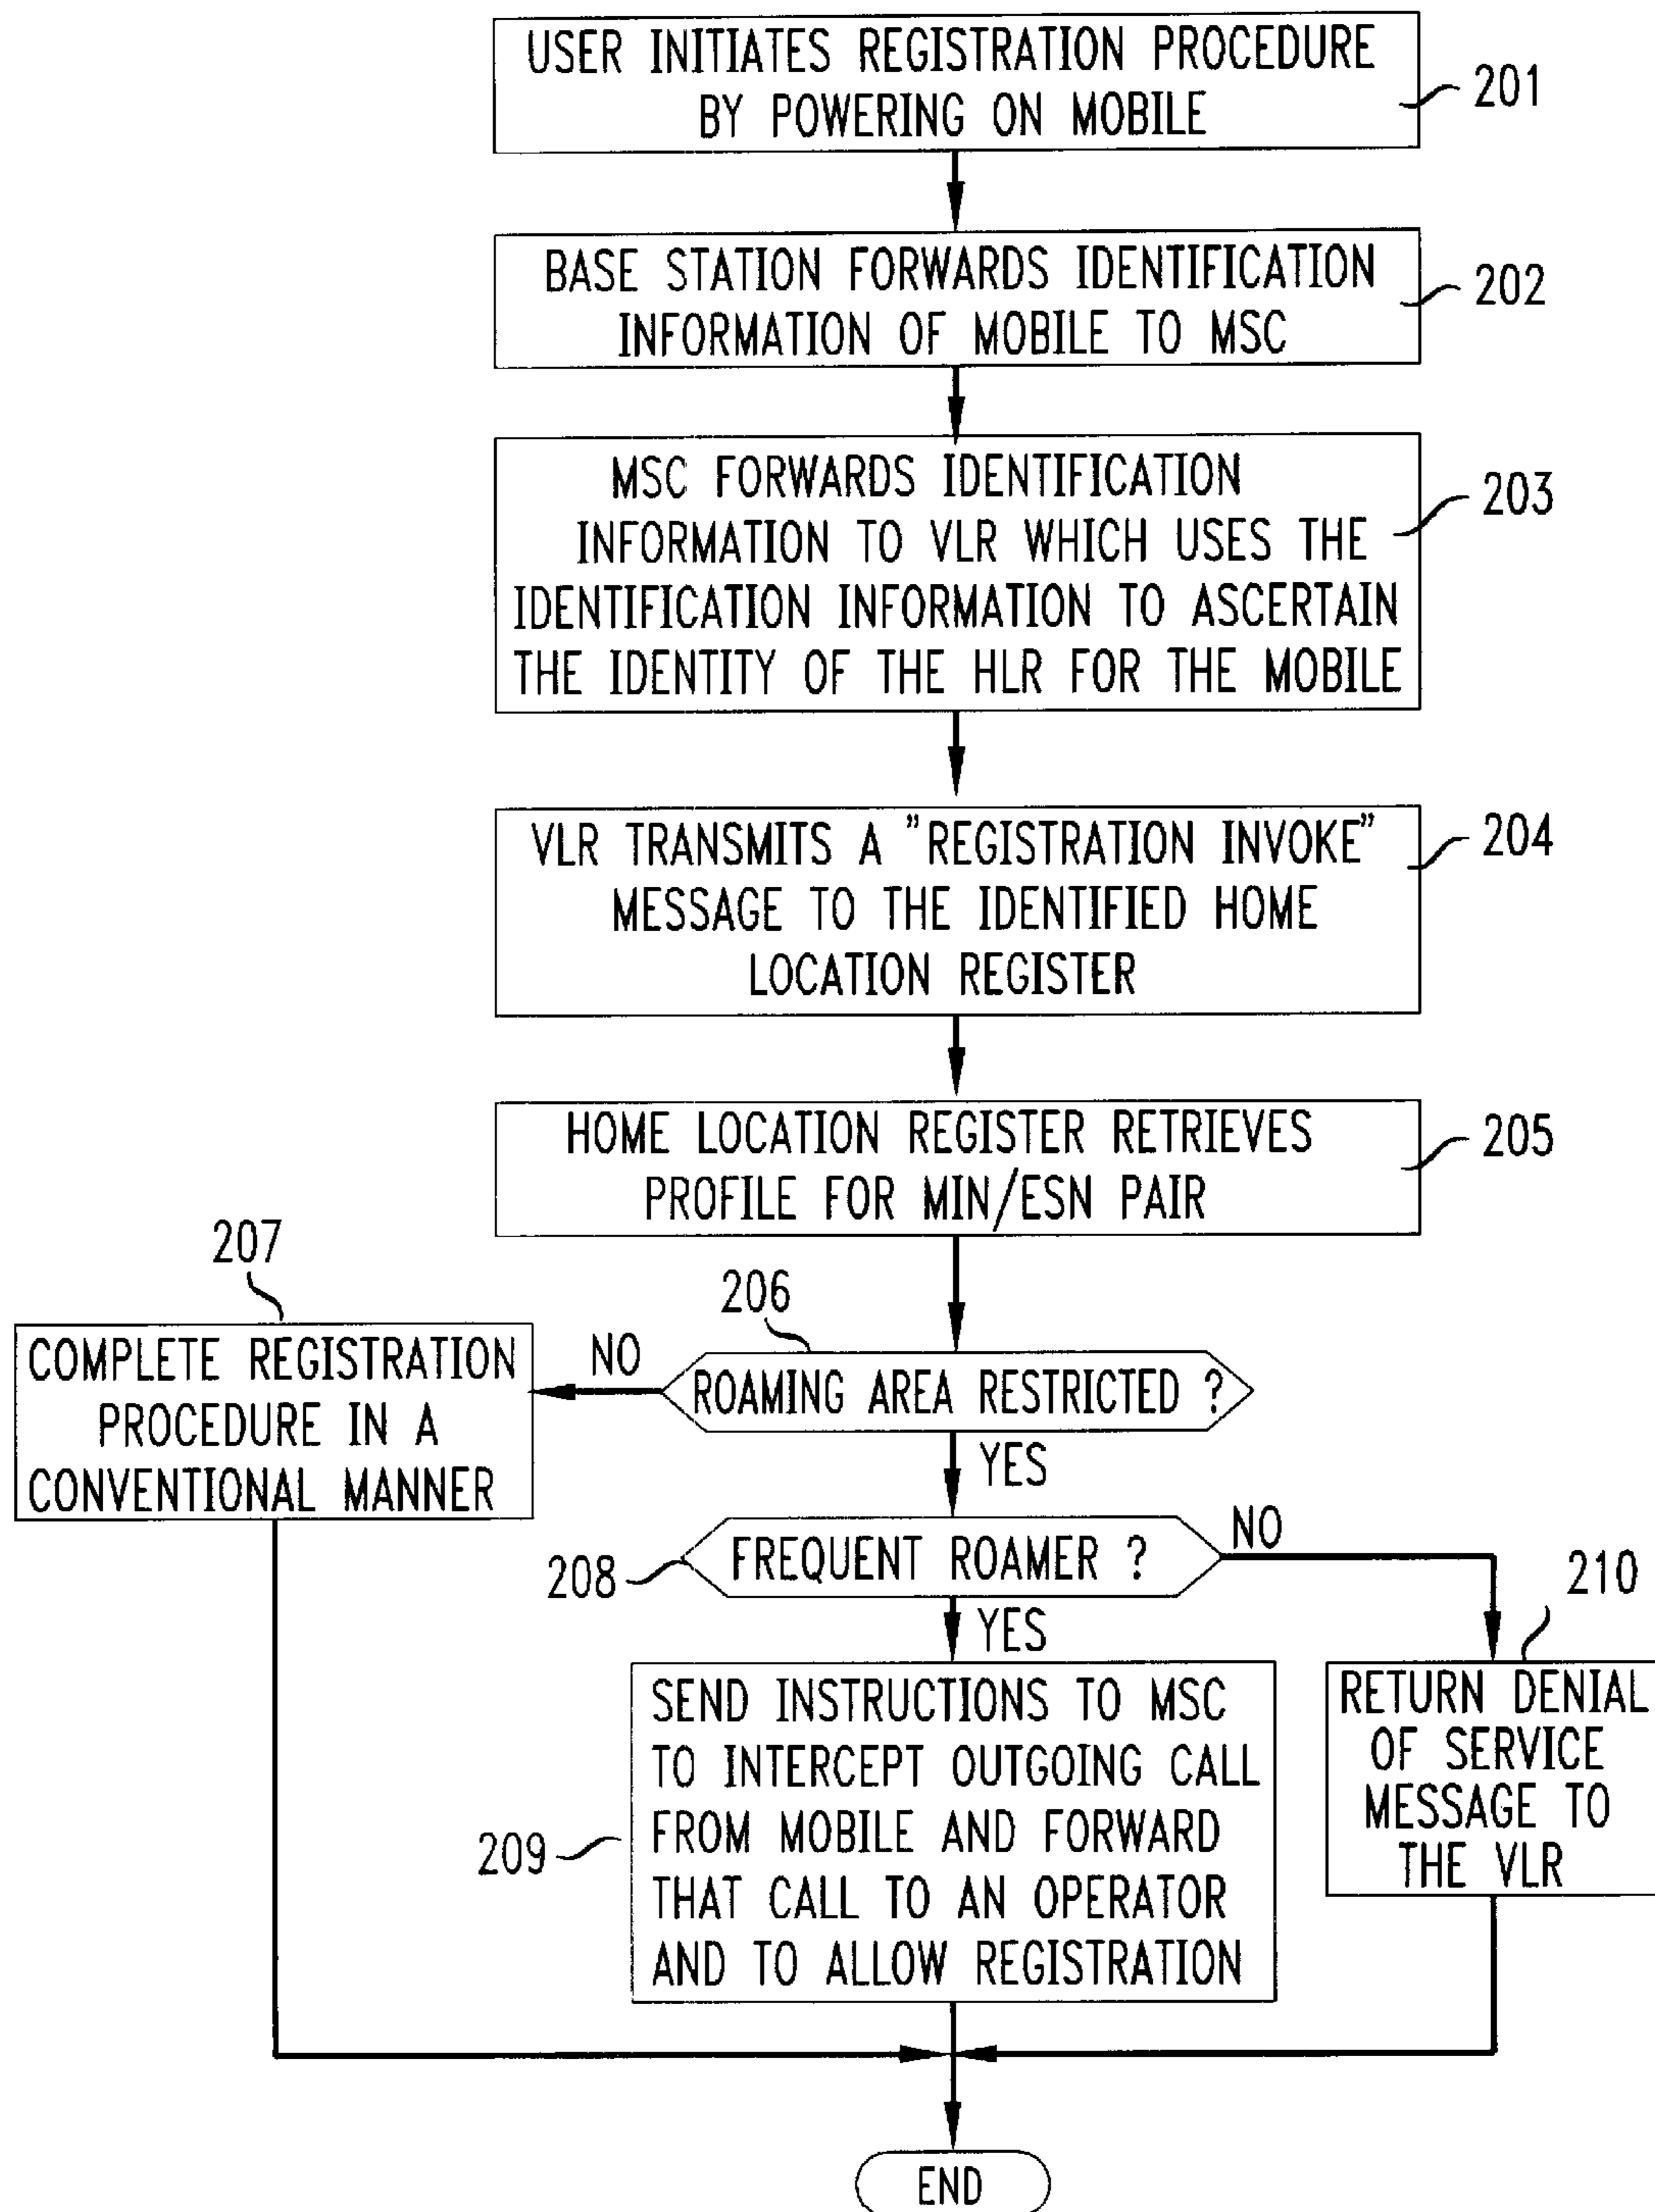 USER INITIATES REGISTRATION PROCEDURE
BY POWERING ON MOBILE
201
BASE STATION FORWARDS IDENTIFICATION
INFORMATION OF MOBILE TO MSC
202
MSC FORWARDS IDENTIFICATION
INFORMATION TO VLR WHICH USES THE
IDENTIFICATION INFORMATION TO ASCERTAIN
THE IDENTITY OF THE HLR FOR THE MOBILE
203
VLR TRANSMITS A "REGISTRATION INVOKE"
MESSAGE TO THE IDENTIFIED HOME
LOCATION REGISTER
204
HOME LOCATION REGISTER RETRIEVES
PROFILE FOR MIN/ESN PAIR
205
206
ROAMING AREA RESTRICTED ?
NO
207
COMPLETE REGISTRATION
PROCEDURE IN A
CONVENTIONAL MANNER
YES
208
FREQUENT ROAMER ?
NO
210
RETURN DENIAL
OF SERVICE
MESSAGE TO
THE VLR
YES
209
SEND INSTRUCTIONS TO MSC
TO INTERCEPT OUTGOING CALL
FROM MOBILE AND FORWARD
THAT CALL TO AN OPERATOR
AND TO ALLOW REGISTRATION
END